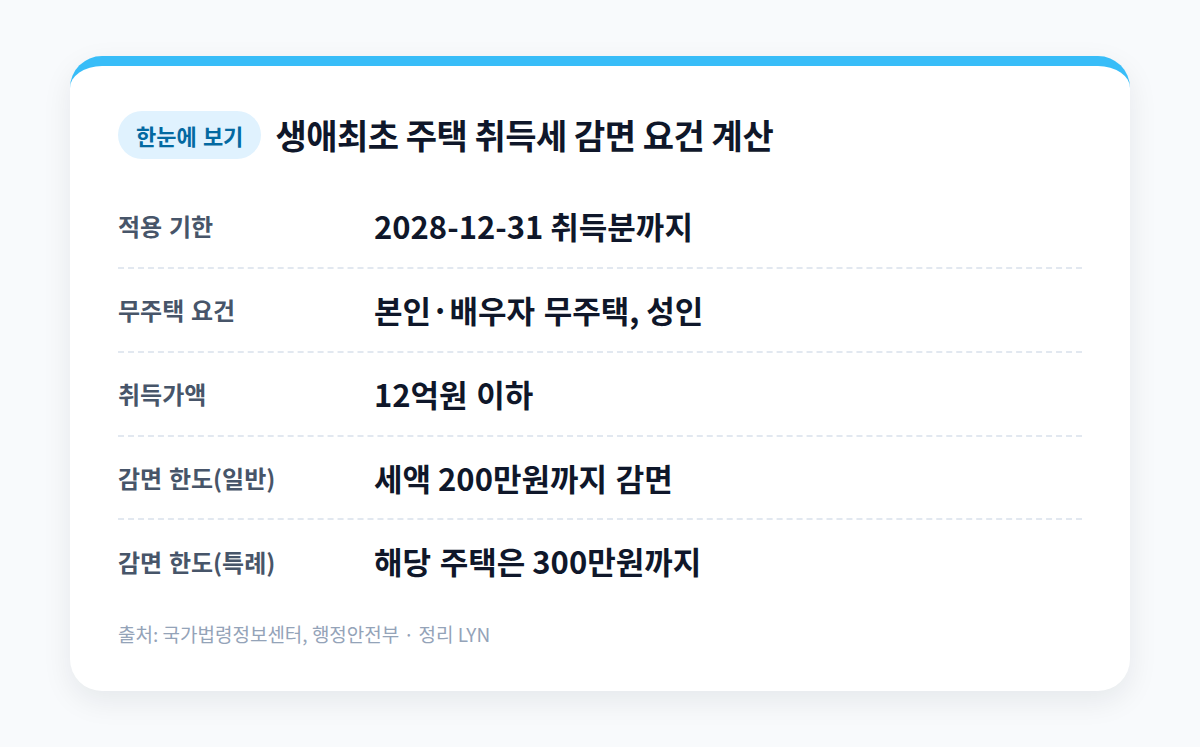 한눈에 보기 생애최초 주택 취득세 감면 요건 계산
적용 기한 2028-12-31 취득분까지
무주택 요건 본인·배우자 무주택, 성인
취득가액 12억원 이하
감면 한도(일반) 세액 200만원까지 감면
감면 한도(특례) 해당 주택은 300만원까지
출처: 국가법령정보센터, 행정안전부 · 정리 LYN